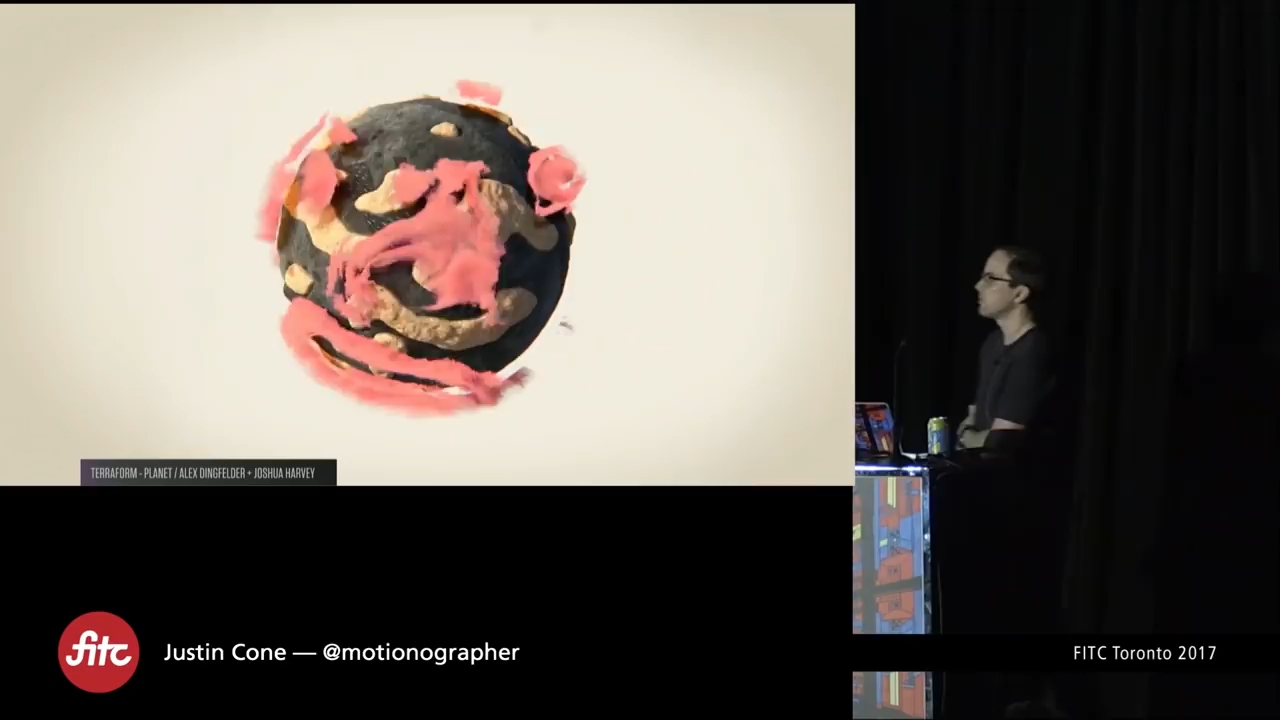 TERRAFORM - PLANET / ALEX DINGFELDER + JOSHUA HARVEY
fitc
Justin Cone — @motionographer
FITC Toronto 2017